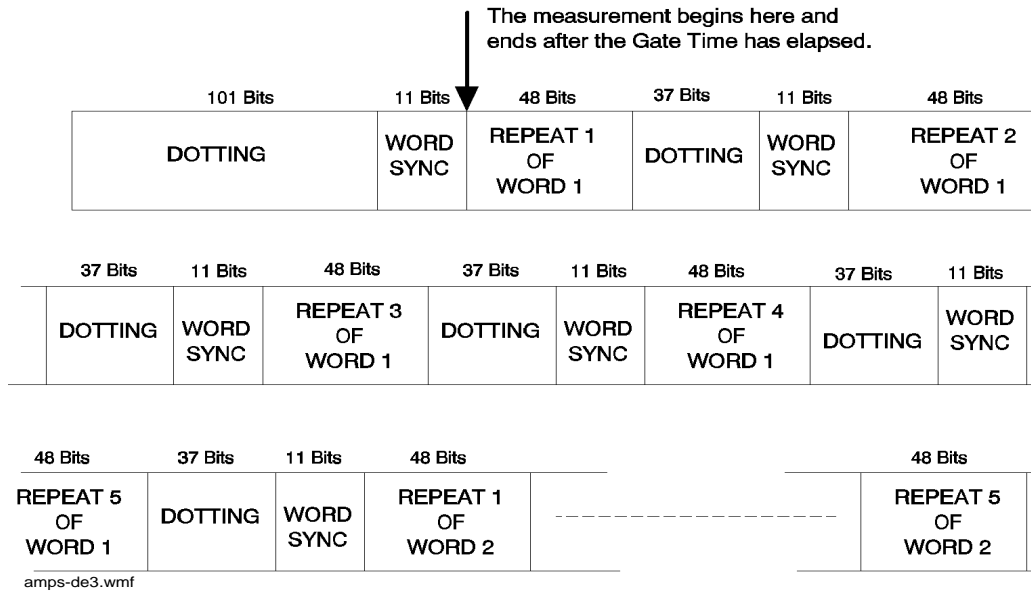 The measurement begins here and
ends after the Gate Time has elapsed.
101 Bits 11 Bits 48 Bits 37 Bits 11 Bits 48 Bits
DOTTING WORD SYNC REPEAT 1 OF WORD 1 DOTTING WORD SYNC REPEAT 2 OF WORD 1
37 Bits 11 Bits 48 Bits 37 Bits 11 Bits 48 Bits 37 Bits 11 Bits
DOTTING WORD SYNC REPEAT 3 OF WORD 1 DOTTING WORD SYNC REPEAT 4 OF WORD 1 DOTTING WORD SYNC
48 Bits 37 Bits 11 Bits 48 Bits 48 Bits
REPEAT 5 OF WORD 1 DOTTING WORD SYNC REPEAT 1 OF WORD 2 REPEAT 5 OF WORD 2
amps-de3.wmf